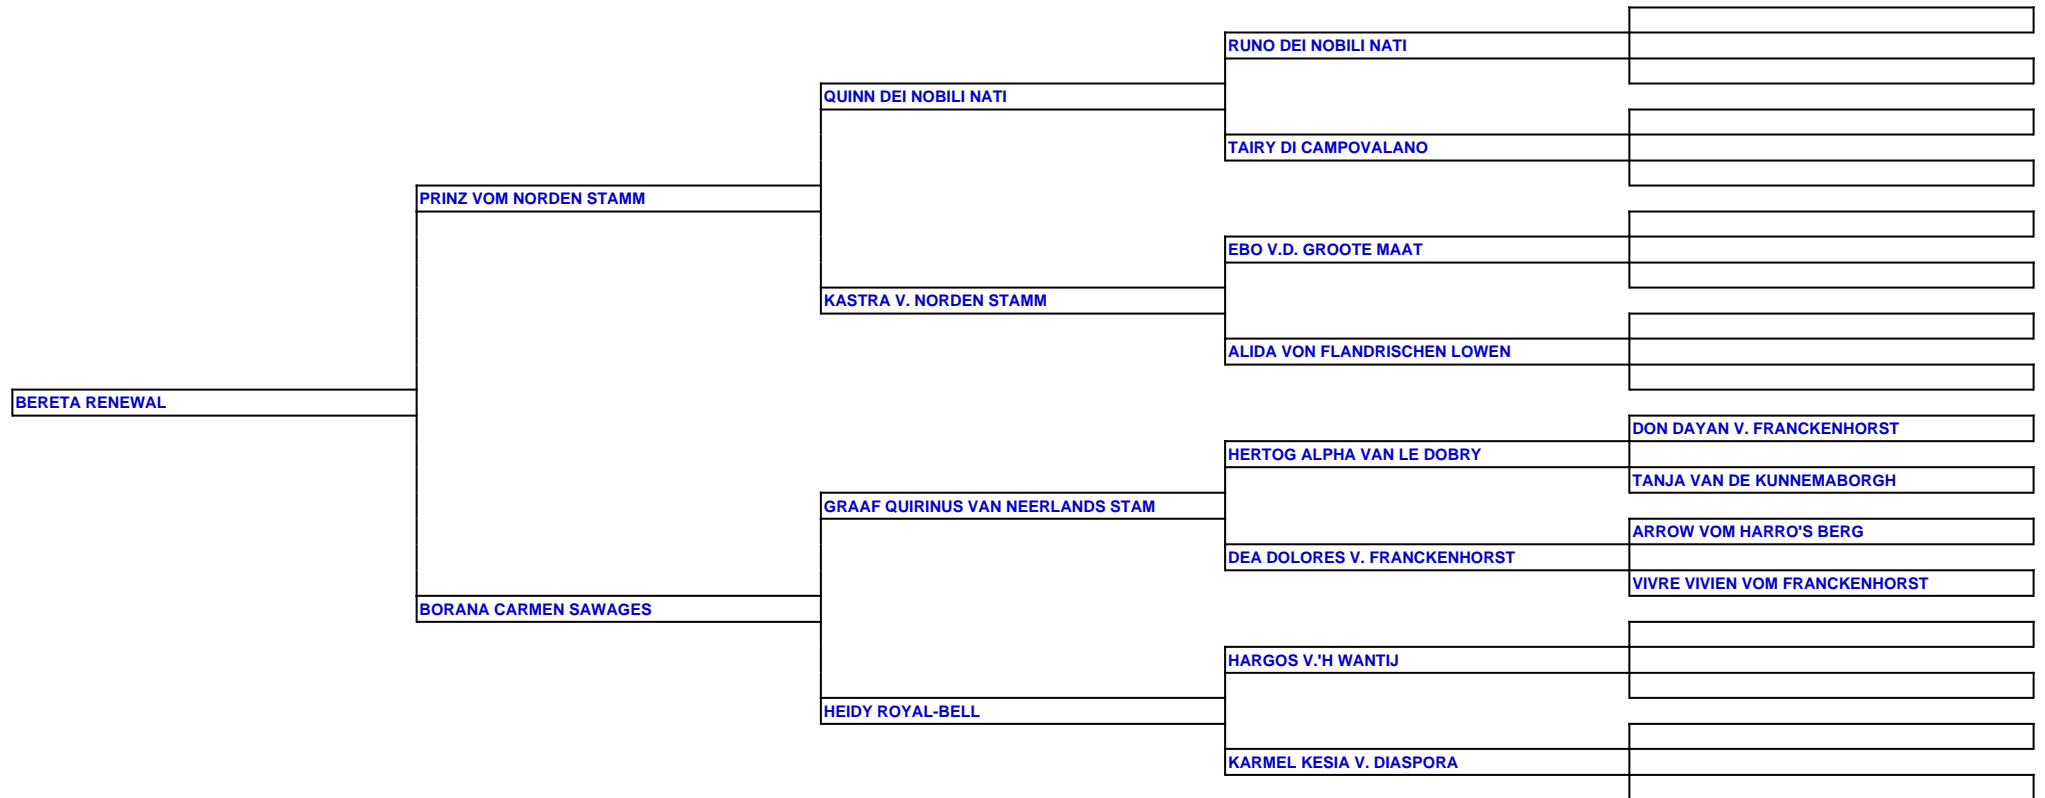 RUNO DEI NOBILI NATI
QUINN DEI NOBILI NATI
TAIRY DI CAMPOVALANO
PRINZ VOM NORDEN STAMM
EBO V.D. GROOTE MAAT
KASTRA V. NORDEN STAMM
ALIDA VON FLANDRISCHEN LOWEN
BERETA RENEWAL
DON DAYAN V. FRANCKENHORST
HERTOG ALPHA VAN LE DOBRY
TANJA VAN DE KUNNEMABORGH
GRAAF QUIRINUS VAN NEERLANDS STAM
ARROW VOM HARRO'S BERG
DEA DOLORES V. FRANCKENHORST
VIVRE VIVIEN VOM FRANCKENHORST
BORANA CARMEN SAWAGES
HARGOS V.'H WANTIJ
HEIDY ROYAL-BELL
KARMEL KESIA V. DIASPORA